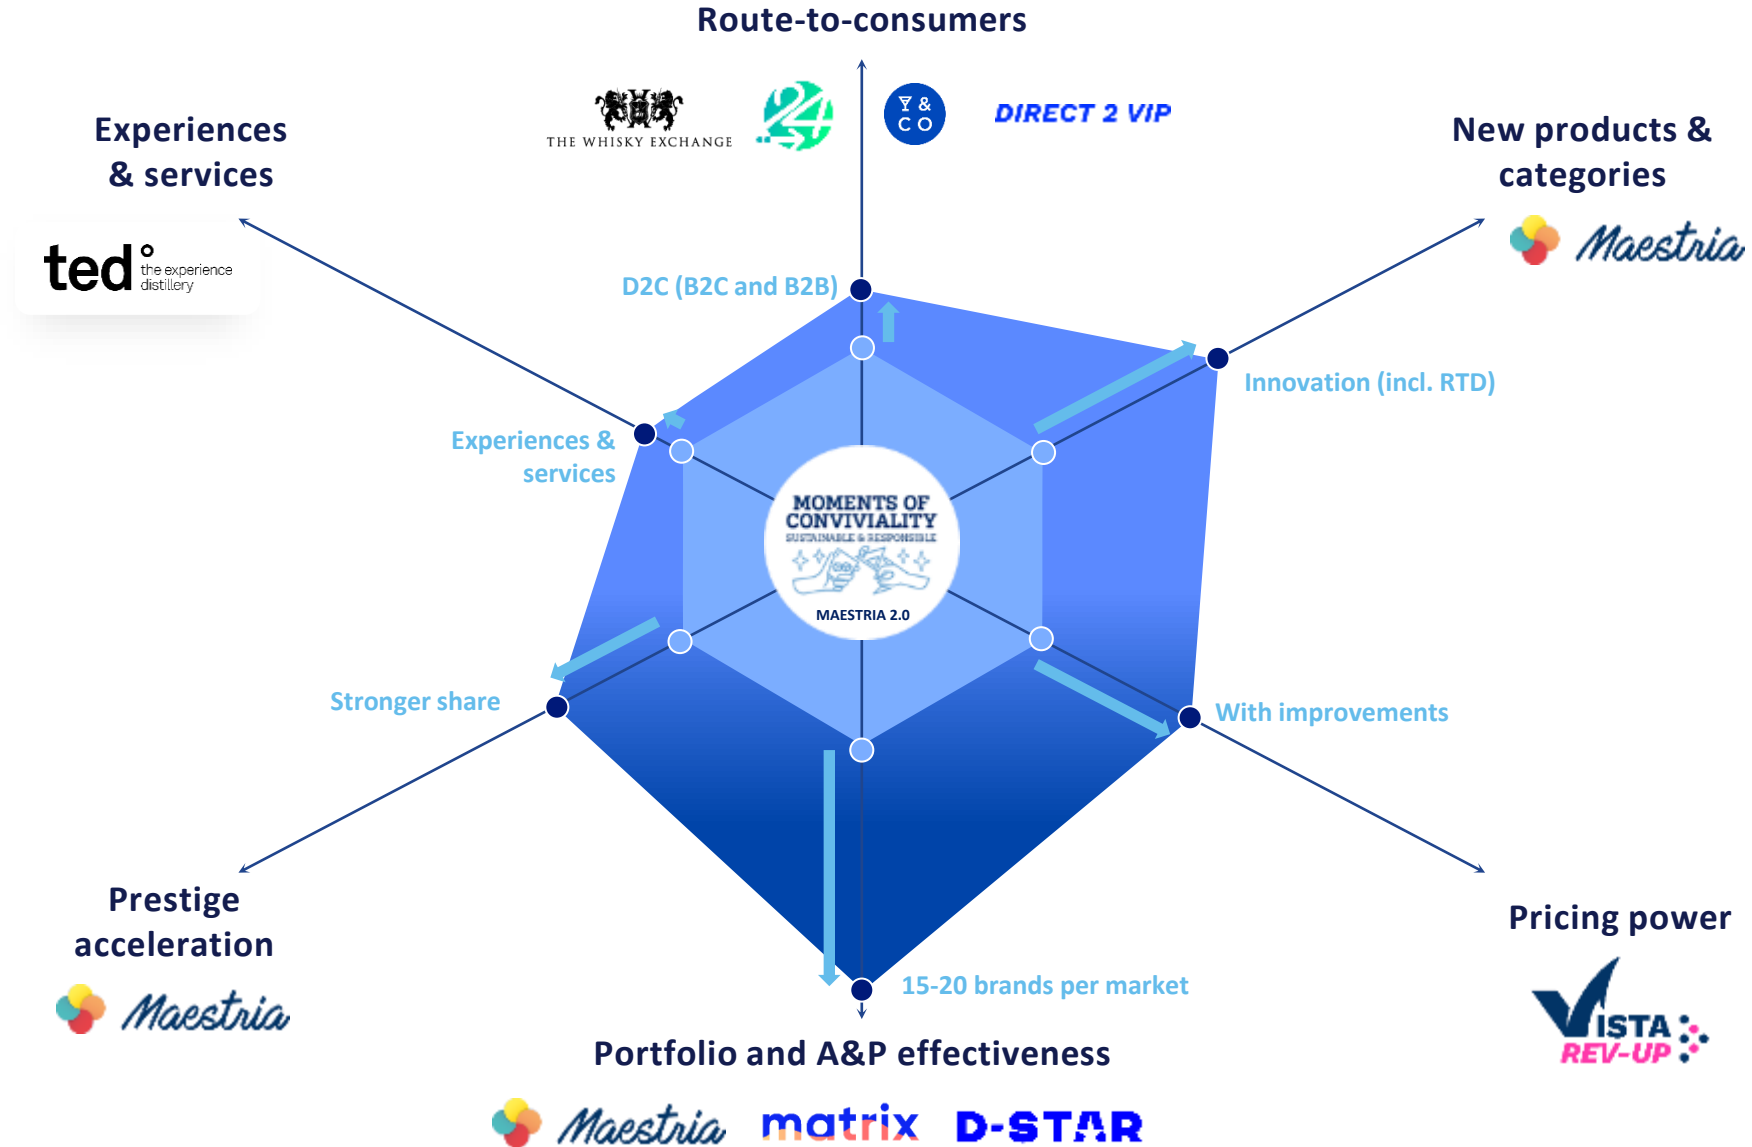 Route-to-consumers
THE WHISKY EXCHANGE
24
&
CO
DIRECT 2 VIP
Experiences
& services
ted
the experience
distillery
New products &
categories
Maestria
D2C (B2C and B2B)
Innovation (incl. RTD)
Experiences &
services
MOMENTS OF
CONVIVIALITY
SUSTAINABLE & RESPONSIBLE
MAESTRIA 2.0
Stronger share
With improvements
Prestige
acceleration
Maestria
15-20 brands per market
Pricing power
VISTA
REV-UP
Portfolio and A&P effectiveness
Maestria
matrix
D-STAR